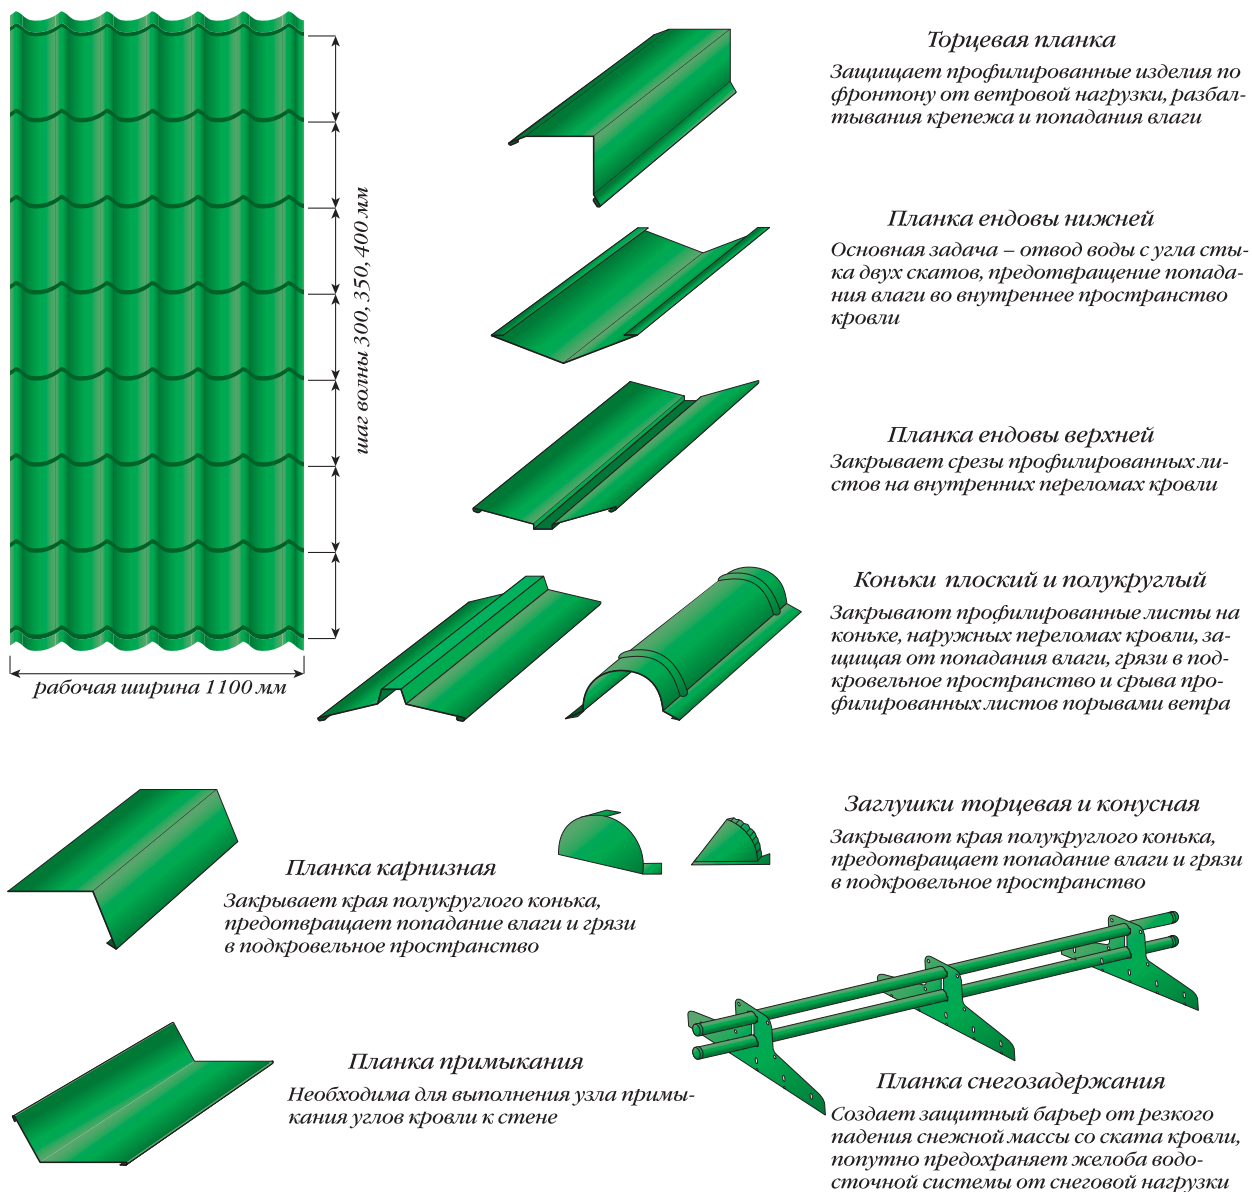 Торцевая планка
Защищает профилированные изделия по
фронтону от ветровой нагрузки, разбал-
тывания крепежа и попадания влаги
Планка ендовы нижней
Основная задача – отвод воды с угла сты-
ка двух скатов, предотвращение попада-
ния влаги во внутреннее пространство
кровли
шаг волны 300, 350, 400 мм
Планка ендовы верхней
Закрывает срезы профилированных ли-
стов на внутренних переломах кровли
Коньки плоский и полукруглый
Закрывают профилированные листы на
коньке, наружных переломах кровли, за-
щищая от попадания влаги, грязи в под-
кровельное пространство и срыва про-
филированных листов порывами ветра
рабочая ширина 1100 мм
Заглушки торцевая и конусная
Закрывают края полукруглого конька,
предотвращает попадание влаги и грязи
в подкровельное пространство
Планка карнизная
Закрывает края полукруглого конька,
предотвращает попадание влаги и грязи
в подкровельное пространство
Планка примыкания
Необходима для выполнения узла примы-
кания углов кровли к стене
Планка снегозадержания
Создает защитный барьер от резкого
падения снежной массы со ската кровли,
попутно предохраняет желоба водо-
сточной системы от снеговой нагрузки